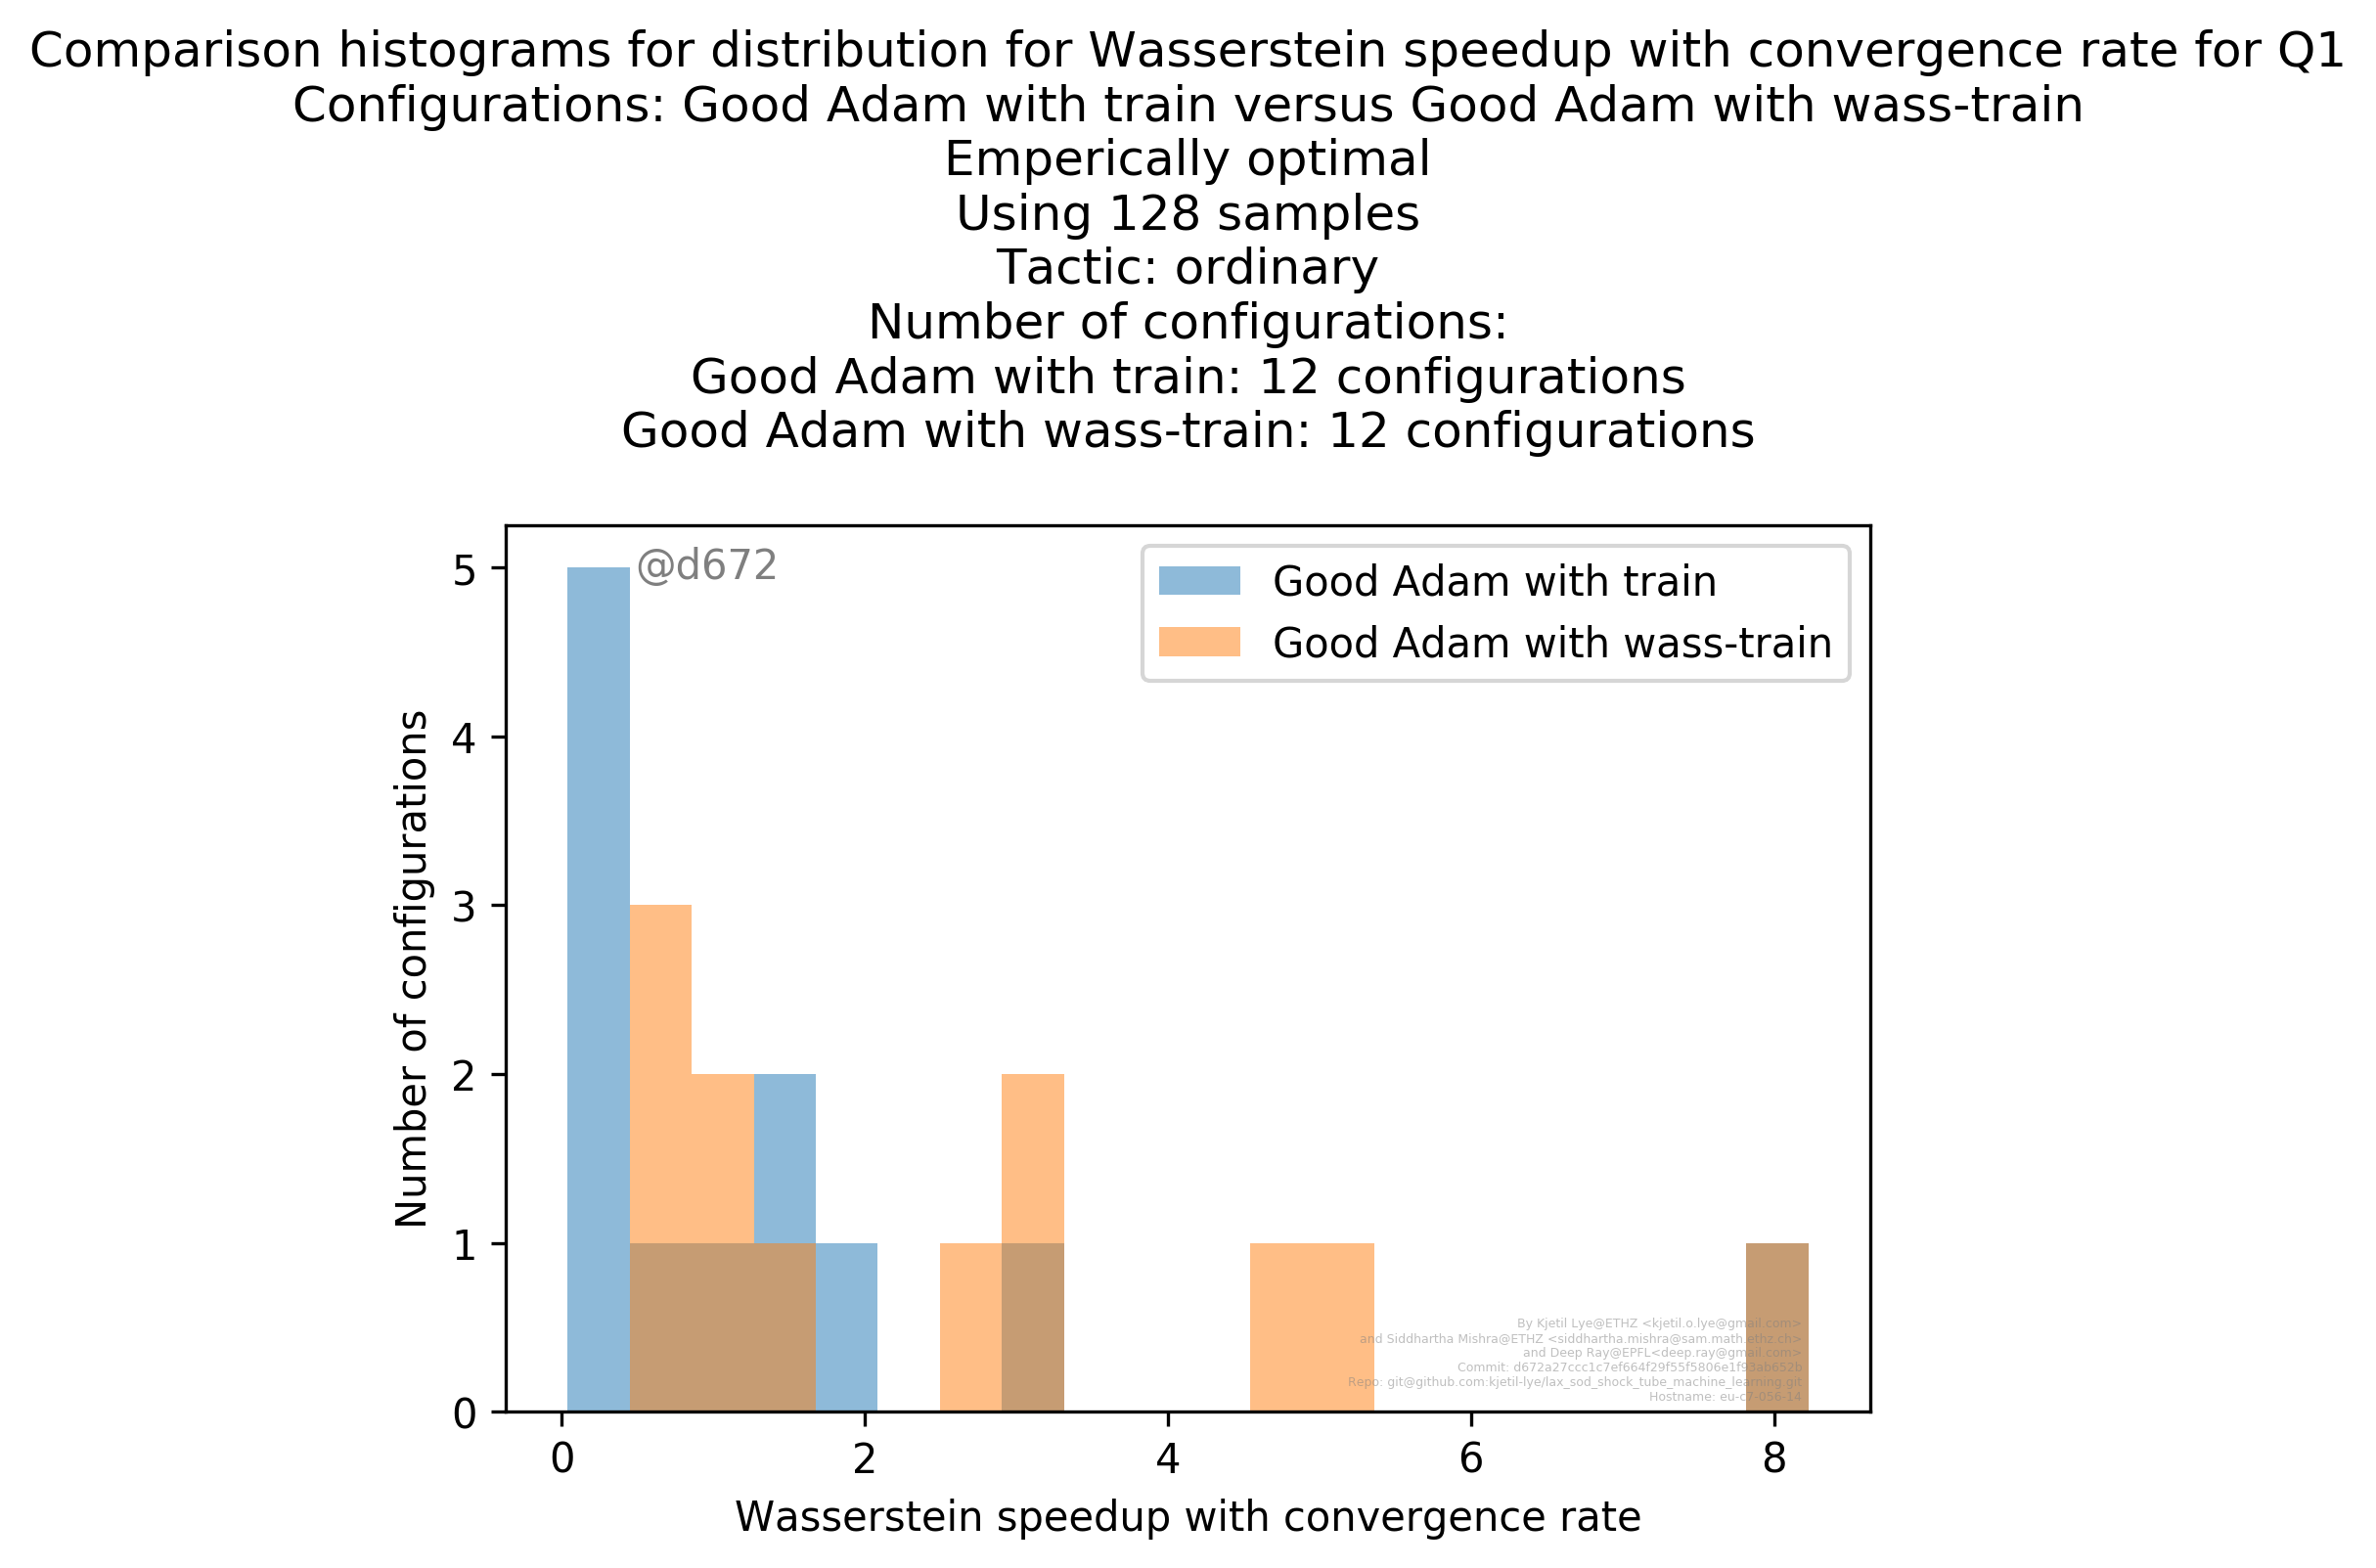 Comparison histograms for distribution for Wasserstein speedup with convergence rate for Q1
Configurations: Good Adam with train versus Good Adam with wass-train
Emperically optimal
Using 128 samples
Tactic: ordinary
Number of configurations:
Good Adam with train: 12 configurations
Good Adam with wass-train: 12 configurations
@d672
Good Adam with train
Good Adam with wass-train
Number of configurations
5
4
3
2
1
0
By Kjetil Lye@ETHZ <kjetil.o.lye@gmail.com>
and Siddhartha Mishra@ETHZ <siddhartha.mishra@sam.math.ethz.ch>
and Deep Ray@EPFL<deep.ray@gmail.com>
Commit: d672a27ccc1c7ef664f29f55f5806e1f93ab652b
Repo: git@github.com:kjetil-lye/lax_sod_shock_tube_machine_learning.git
Hostname: eu-c7-056-14
0 2 4 6 8
Wasserstein speedup with convergence rate